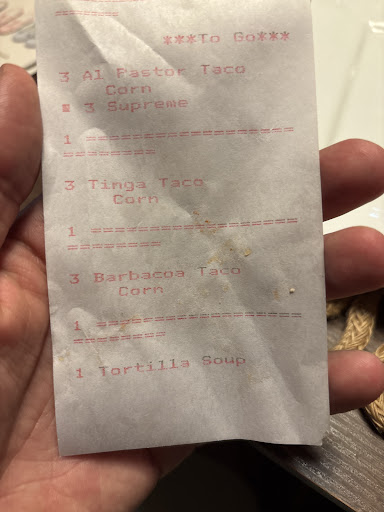 ***To Go***
3 Al Pastor Taco
Corn
3 Supreme
1 =====================
=========
3 Tinga Taco
Corn
1 =====================
=========
3 Barbacoa Taco
Corn
1 =====================
=========
1 Tortilla Soup